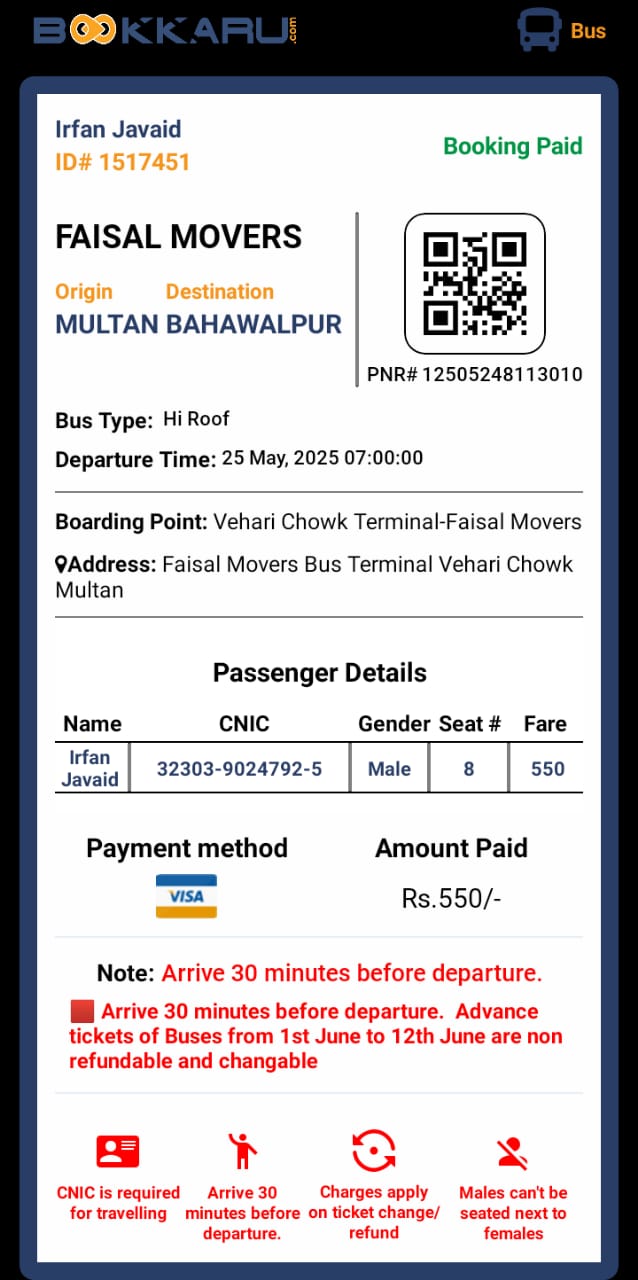 BOOKKARU.com
Bus
Irfan Javaid
ID# 1517451
Booking Paid
FAISAL MOVERS
Origin Destination
MULTAN BAHAWALPUR
PNR# 12505248113010
Bus Type: Hi Roof
Departure Time: 25 May, 2025 07:00:00
Boarding Point: Vehari Chowk Terminal-Faisal Movers
Address: Faisal Movers Bus Terminal Vehari Chowk
Multan
Passenger Details
Name CNIC Gender Seat # Fare
Irfan
Javaid 32303-9024792-5 Male 8 550
Payment method Amount Paid
VISA
Rs.550/-
Note: Arrive 30 minutes before departure.
Arrive 30 minutes before departure. Advance
tickets of Buses from 1st June to 12th June are non
refundable and changable
CNIC is required
for travelling
Arrive 30
minutes before
departure.
Charges apply
on ticket change/
refund
Males can't be
seated next to
females